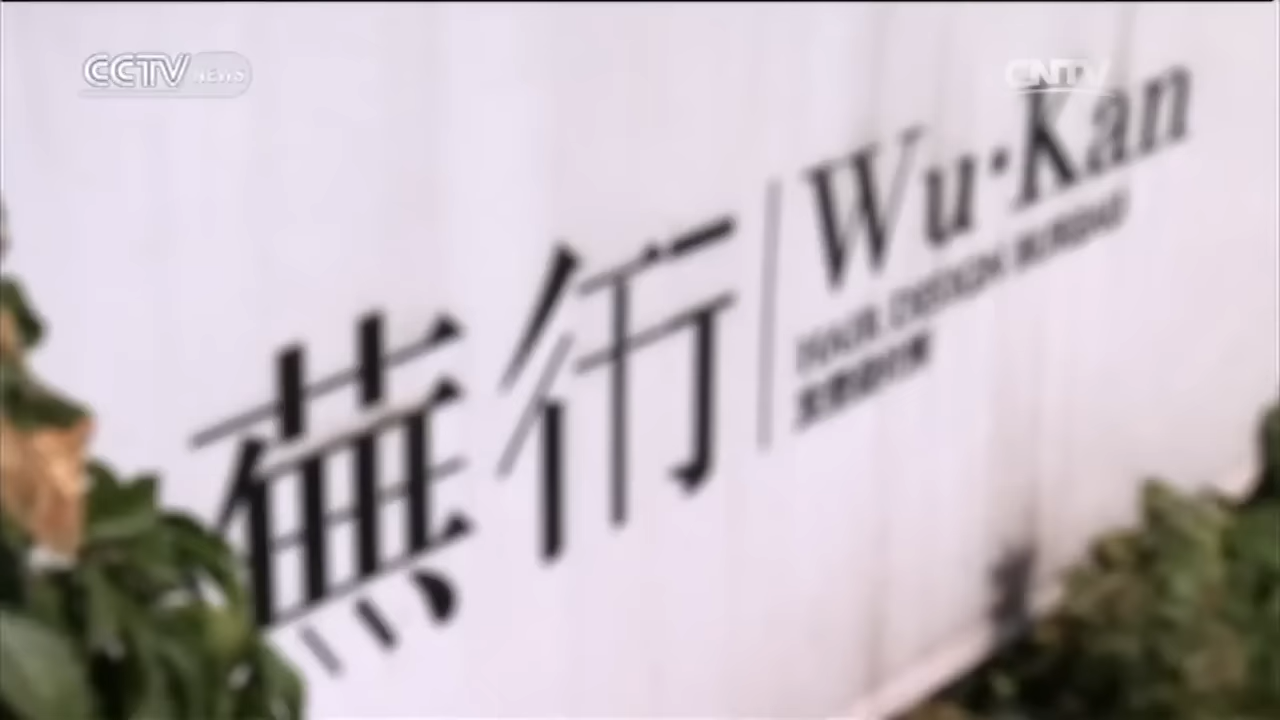 CCTV NEWS
CNTV
蕪衎
Wu·Kan
HAIR DESIGN